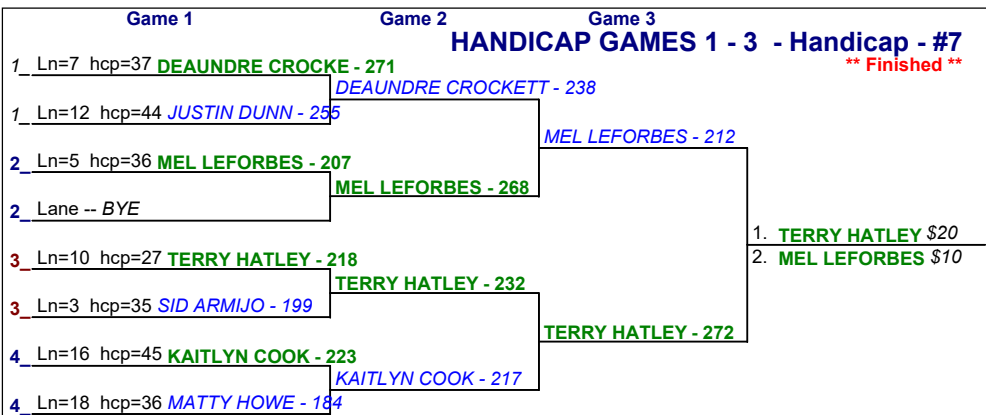 Game 1 Game 2 Game 3
HANDICAP GAMES 1 - 3 - Handicap - #7
** Finished **
1_ Ln=7 hcp=37 DEAUNDRE CROCKE - 271
DEAUNDRE CROCKETT - 238
1_ Ln=12 hcp=44 JUSTIN DUNN - 255
MEL LEFORBES - 212
2_ Ln=5 hcp=36 MEL LEFORBES - 207
MEL LEFORBES - 268
2_ Lane -- BYE
1. TERRY HATLEY $20
2. MEL LEFORBES $10
3_ Ln=10 hcp=27 TERRY HATLEY - 218
TERRY HATLEY - 232
3_ Ln=3 hcp=35 SID ARMIJO - 199
TERRY HATLEY - 272
4_ Ln=16 hcp=45 KAITLYN COOK - 223
KAITLYN COOK - 217
4_ Ln=18 hcp=36 MATTY HOWE - 184